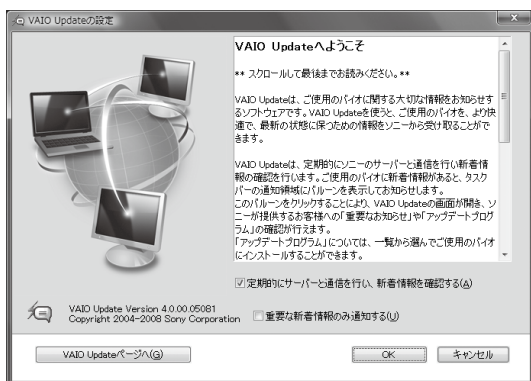 VAIO Updateの設定
VAIO Updateへようこそ
** スクロールして最後までお読みください。**
VAIO Updateは、ご使用のバイオに関する大切な情報をお知らせす
るソフトウェアです。VAIO Updateを使うと、ご使用のバイオを、より快
適で、最新の状態に保つための情報をソニーから受け取ることがで
きます。
VAIO Updateは、定期的にソニーのサーバーと通信を行い新着情
報の確認を行います。ご使用のバイオに新着情報があると、タスク
バーの通知領域にバルーンを表示してお知らせします。
このバルーンをクリックすることにより、VAIO Updateの画面が開き、ソ
ニーが提供するお客様への「重要なお知らせ」や「アップデートプログ
ラム」の確認が行えます。
「アップデートプログラム」については、一覧から選んでご使用のバイオ
にインストールすることができます。
定期的にサーバーと通信を行い、新着情報を確認する(A)
VAIO Update Version 4.0.00.05081
Copyright 2004-2008 Sony Corporation
重要な新着情報のみ通知する(U)
VAIO Updateページへ(G)
OK
キャンセル